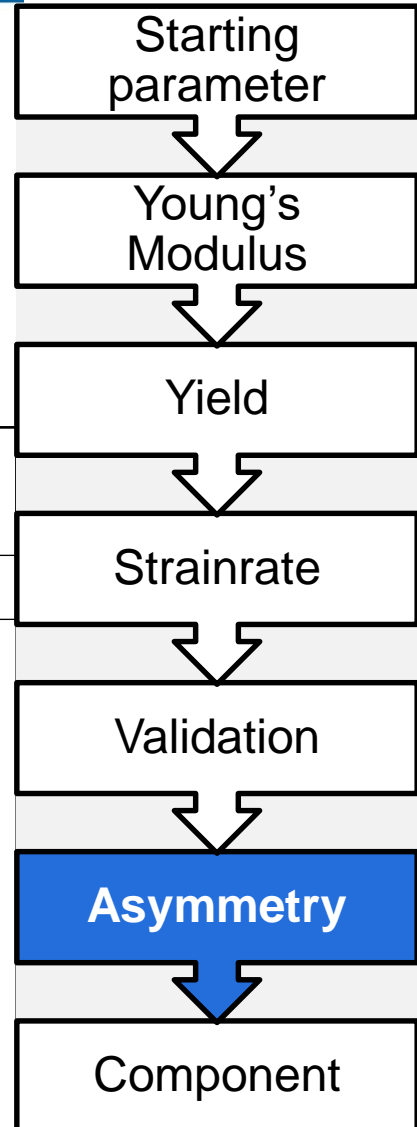 Starting
parameter
Young’s
Modulus
Yield
Strainrate
Validation
Asymmetry
Component